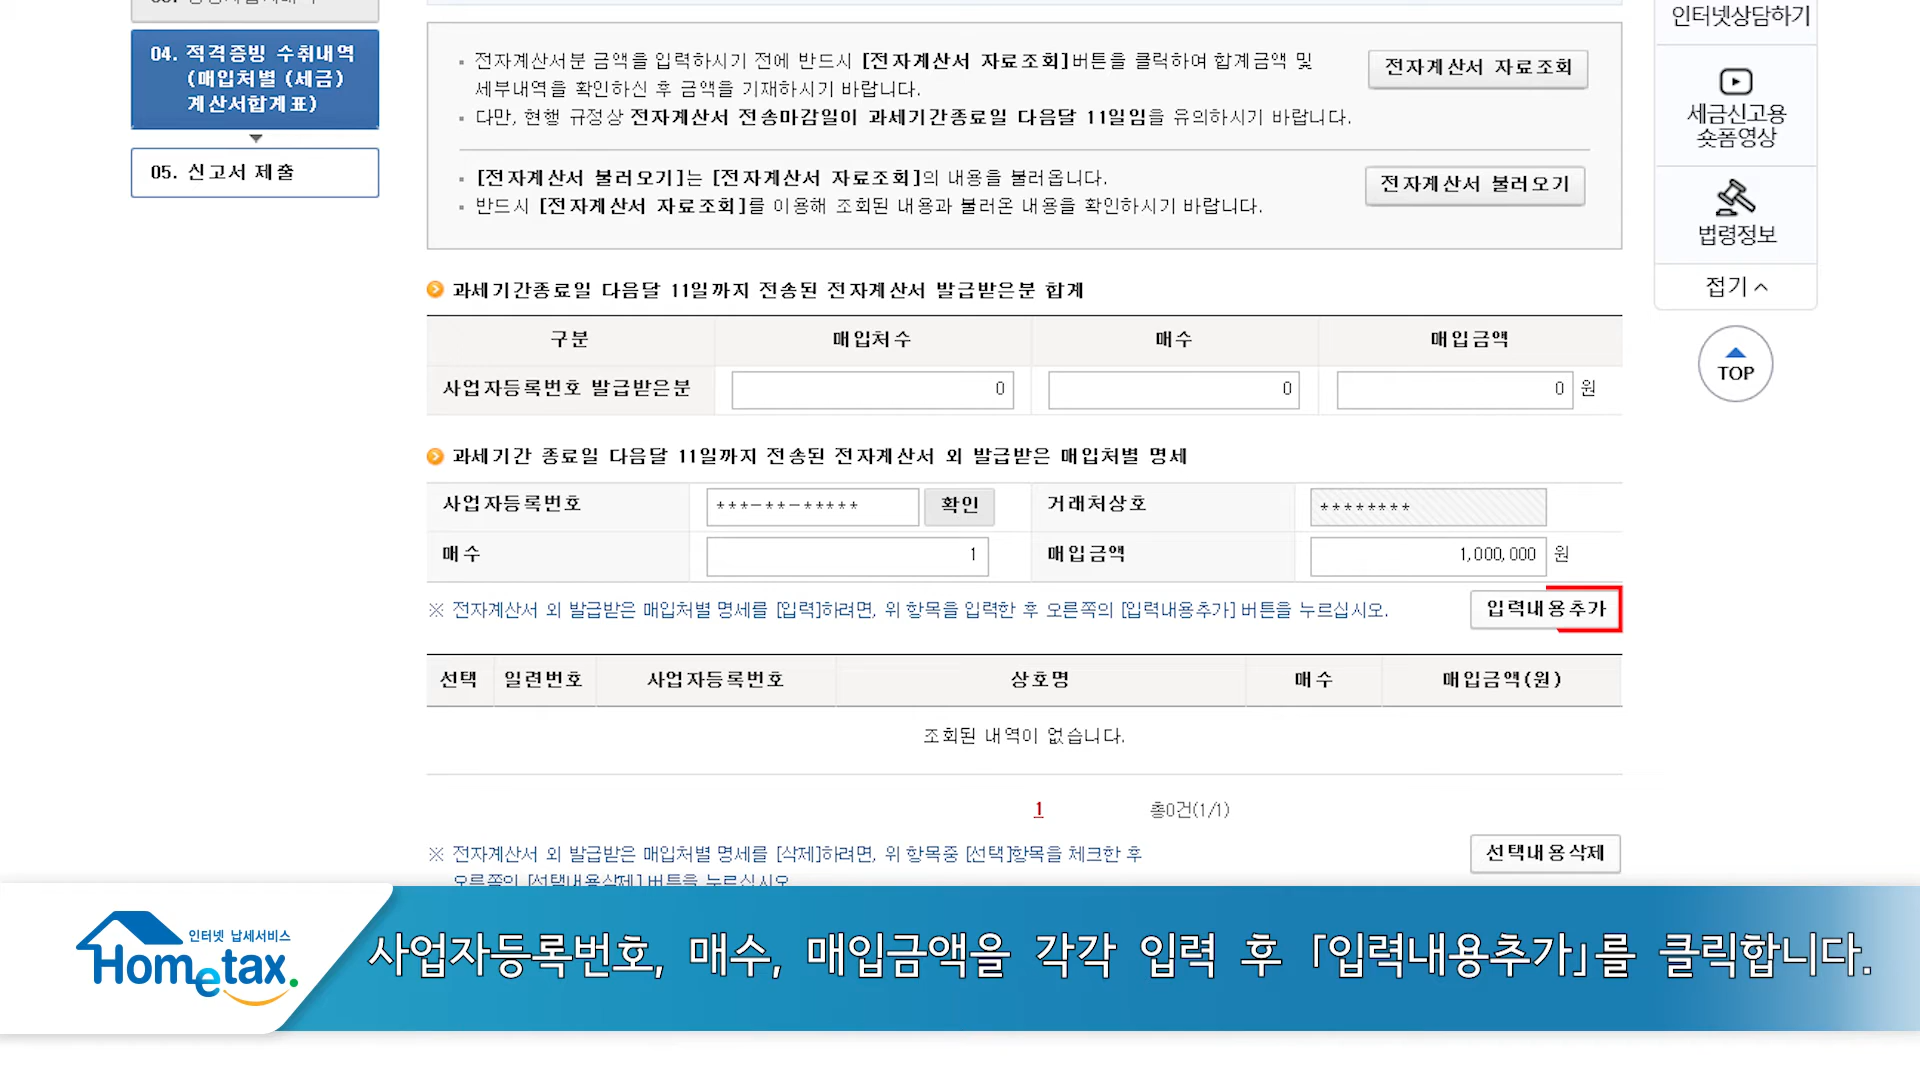 04. 적격증빙 수취내역
(매입처별 (세금)
계산서합계표)
05. 신고서 제출
전자계산서분 금액을 입력하시기 전에 반드시 [전자계산서 자료조회]버튼을 클릭하여 합계금액 및
세부내역을 확인하신 후 금액을 기재하시기 바랍니다.
다만, 현행 규정상 전자계산서 전송마감일이 과세기간종료일 다음달 11일임을 유의하시기 바랍니다.
전자계산서 자료조회
[전자계산서 불러오기]는 [전자계산서 자료조회]의 내용을 불러옵니다.
반드시 [전자계산서 자료조회]를 이용해 조회된 내용과 불러온 내용을 확인하시기 바랍니다.
전자계산서 불러오기
인터넷상담하기
세금신고용
숏폼영상
법령정보
접기
TOP
과세기간종료일 다음달 11일까지 전송된 전자계산서 발급받은분 합계
구분 매입처수 매수 매입금액
사업자등록번호 발급받은분 0 0 0 원
과세기간 종료일 다음달 11일까지 전송된 전자계산서 외 발급받은 매입처별 명세
사업자등록번호 ***-**-***** 확인 거래처상호 ********
매수 1 매입금액 1,000,000 원
※ 전자계산서 외 발급받은 매입처별 명세를 [입력]하려면, 위 항목을 입력한 후 오른쪽의 [입력내용추가] 버튼을 누르십시오.
입력내용추가
선택 일련번호 사업자등록번호 상호명 매수 매입금액(원)
조회된 내역이 없습니다.
1 총0건(1/1)
※ 전자계산서 외 발급받은 매입처별 명세를 [삭제]하려면, 위 항목중 [선택]항목을 체크한 후
오른쪽의 [선택내용삭제] 버튼을 누르십시오
선택내용삭제
인터넷 납세서비스
Hometax.
사업자등록번호, 매수, 매입금액을 각각 입력 후 「입력내용추가」를 클릭합니다.